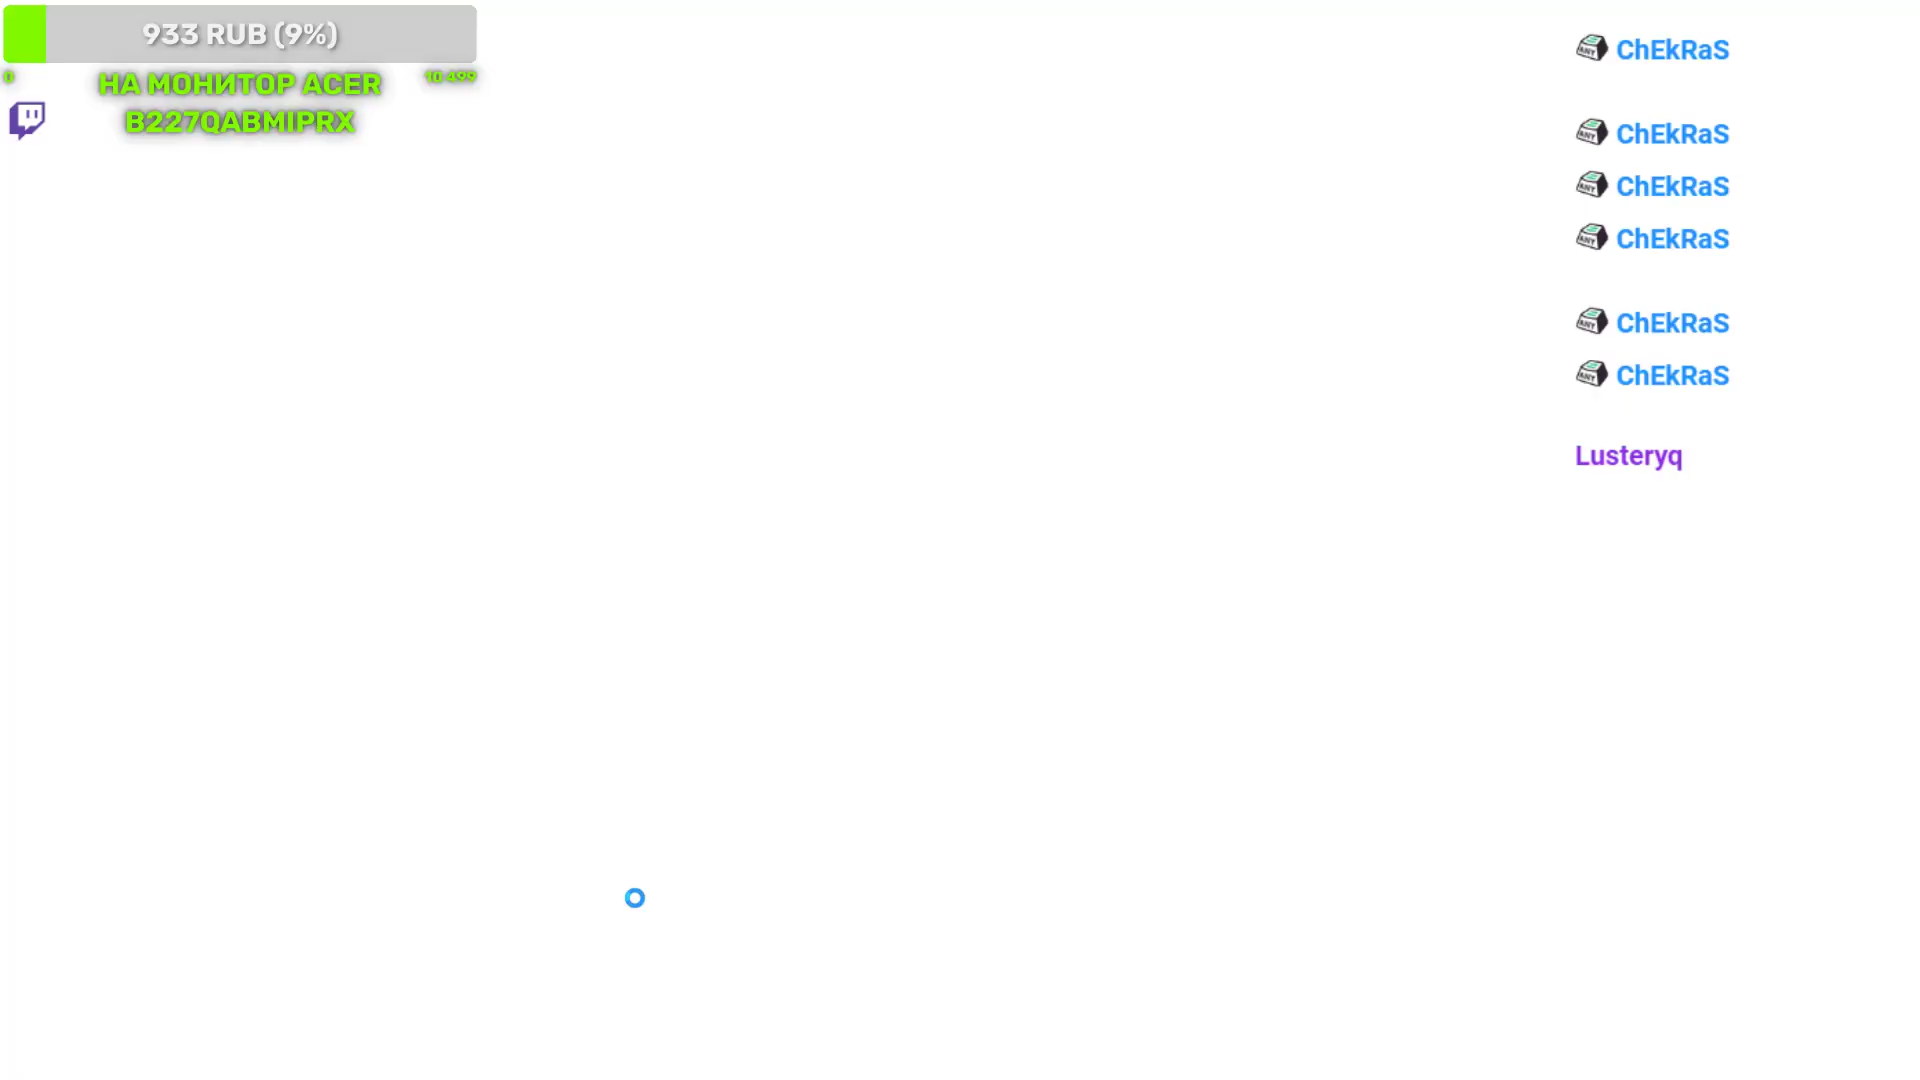 933 RUB (9%)
0
10 499
НА МОНИТОР ACER
B227QABMIPRX
ChEkRaS
ChEkRaS
ChEkRaS
ChEkRaS
ChEkRaS
ChEkRaS
Lusteryq